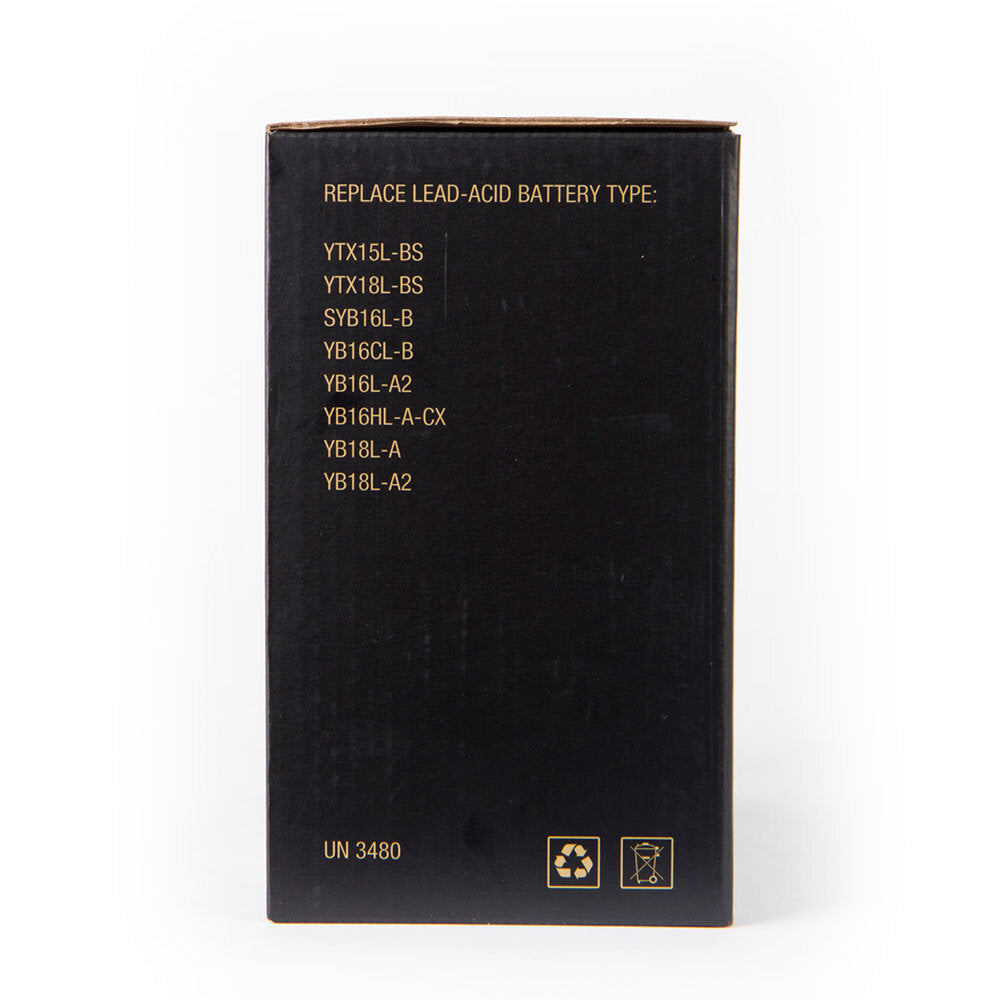 REPLACE LEAD-ACID BATTERY TYPE:
YTX15L-BS
YTX18L-BS
SYB16L-B
YB16CL-B
YB16L-A2
YB16HL-A-CX
YB18L-A
YB18L-A2
UN 3480